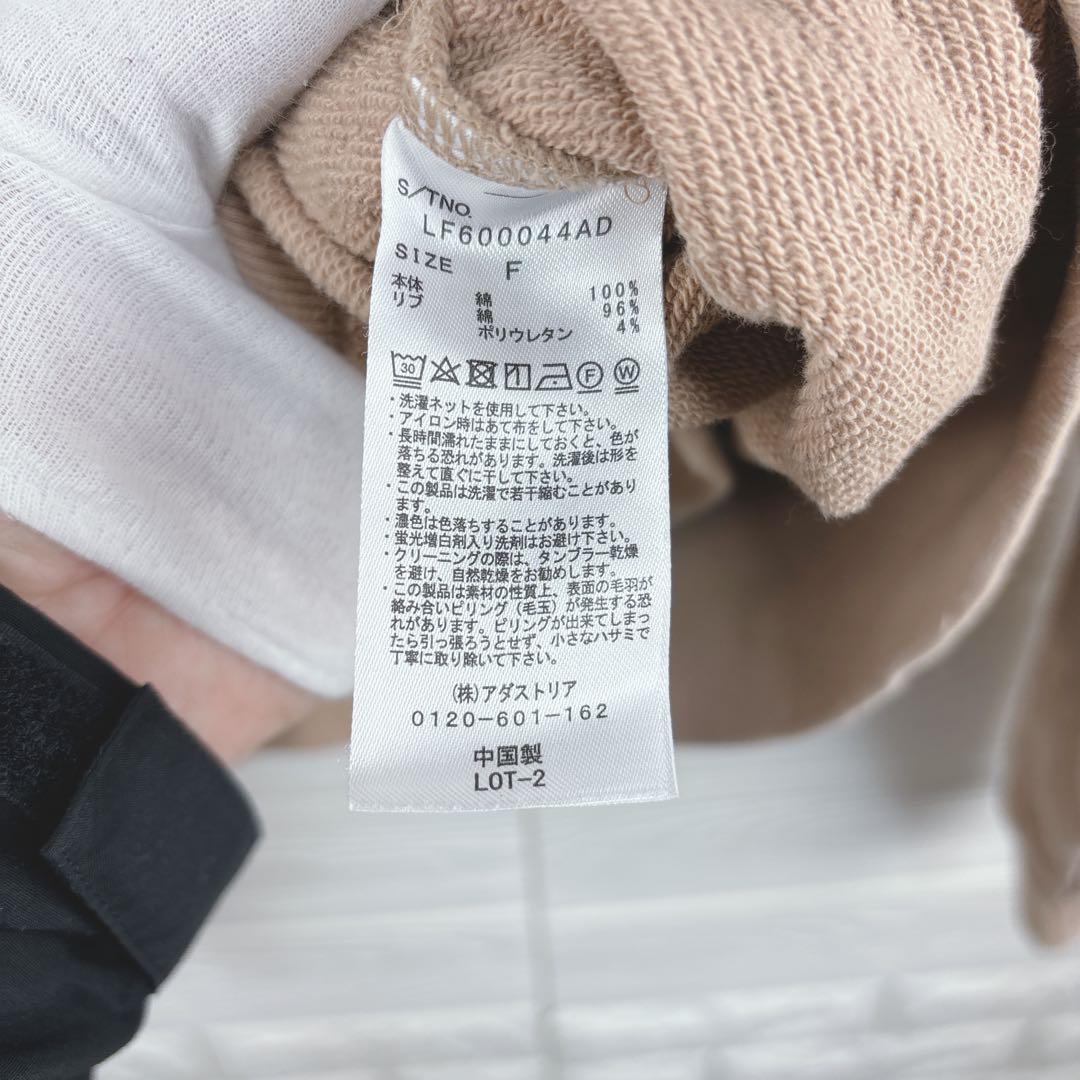 S/TNO.
LF600044AD
SIZE F
本体 綿 100%
リブ 綿 96%
ポリウレタン 4%
30 F W
・洗濯ネットを使用して下さい。
・アイロン時はあて布をして下さい。
・長時間濡れたままにしておくと、色が
落ちる恐れがあります。洗濯後は形を
整えて直ぐに干して下さい。
・この製品は洗濯で若干縮むことがあり
ます。
・濃色は色落ちすることがあります。
・蛍光増白剤入り洗剤はお避け下さい。
・クリーニングの際は、タンブラー乾燥
を避け、自然乾燥をお勧めします。
・この製品は素材の性質上、表面の毛羽が
絡み合いピリング(毛玉)が発生する恐
れがあります。ピリングが出来てしまっ
たら引っ張ろうとせず、小さなハサミで
丁寧に取り除いて下さい。
(株)アダストリア
0120-601-162
中国製
LOT-2